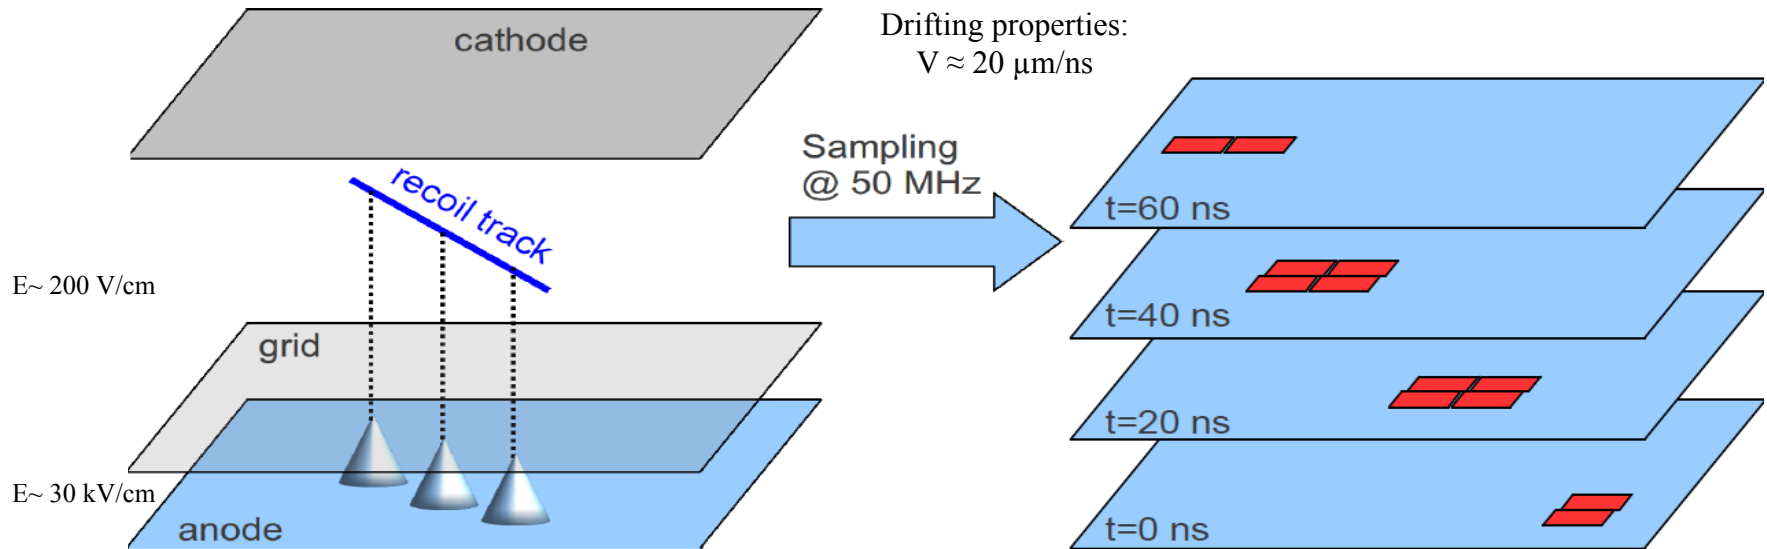 cathode
recoil track
E~ 200 V/cm
grid
E~ 30 kV/cm
anode
Drifting properties:
V ≈ 20 µm/ns
Sampling
@ 50 MHz
t=60 ns
t=40 ns
t=20 ns
t=0 ns